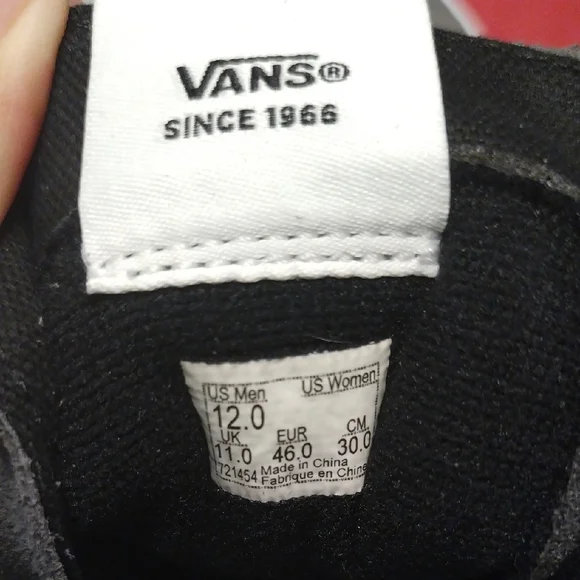 VANS®
SINCE 1966
US Men US Women
12.0
UK EUR CM
11.0 46.0 30.0
721454 Made in China
Fabriqué en Chine